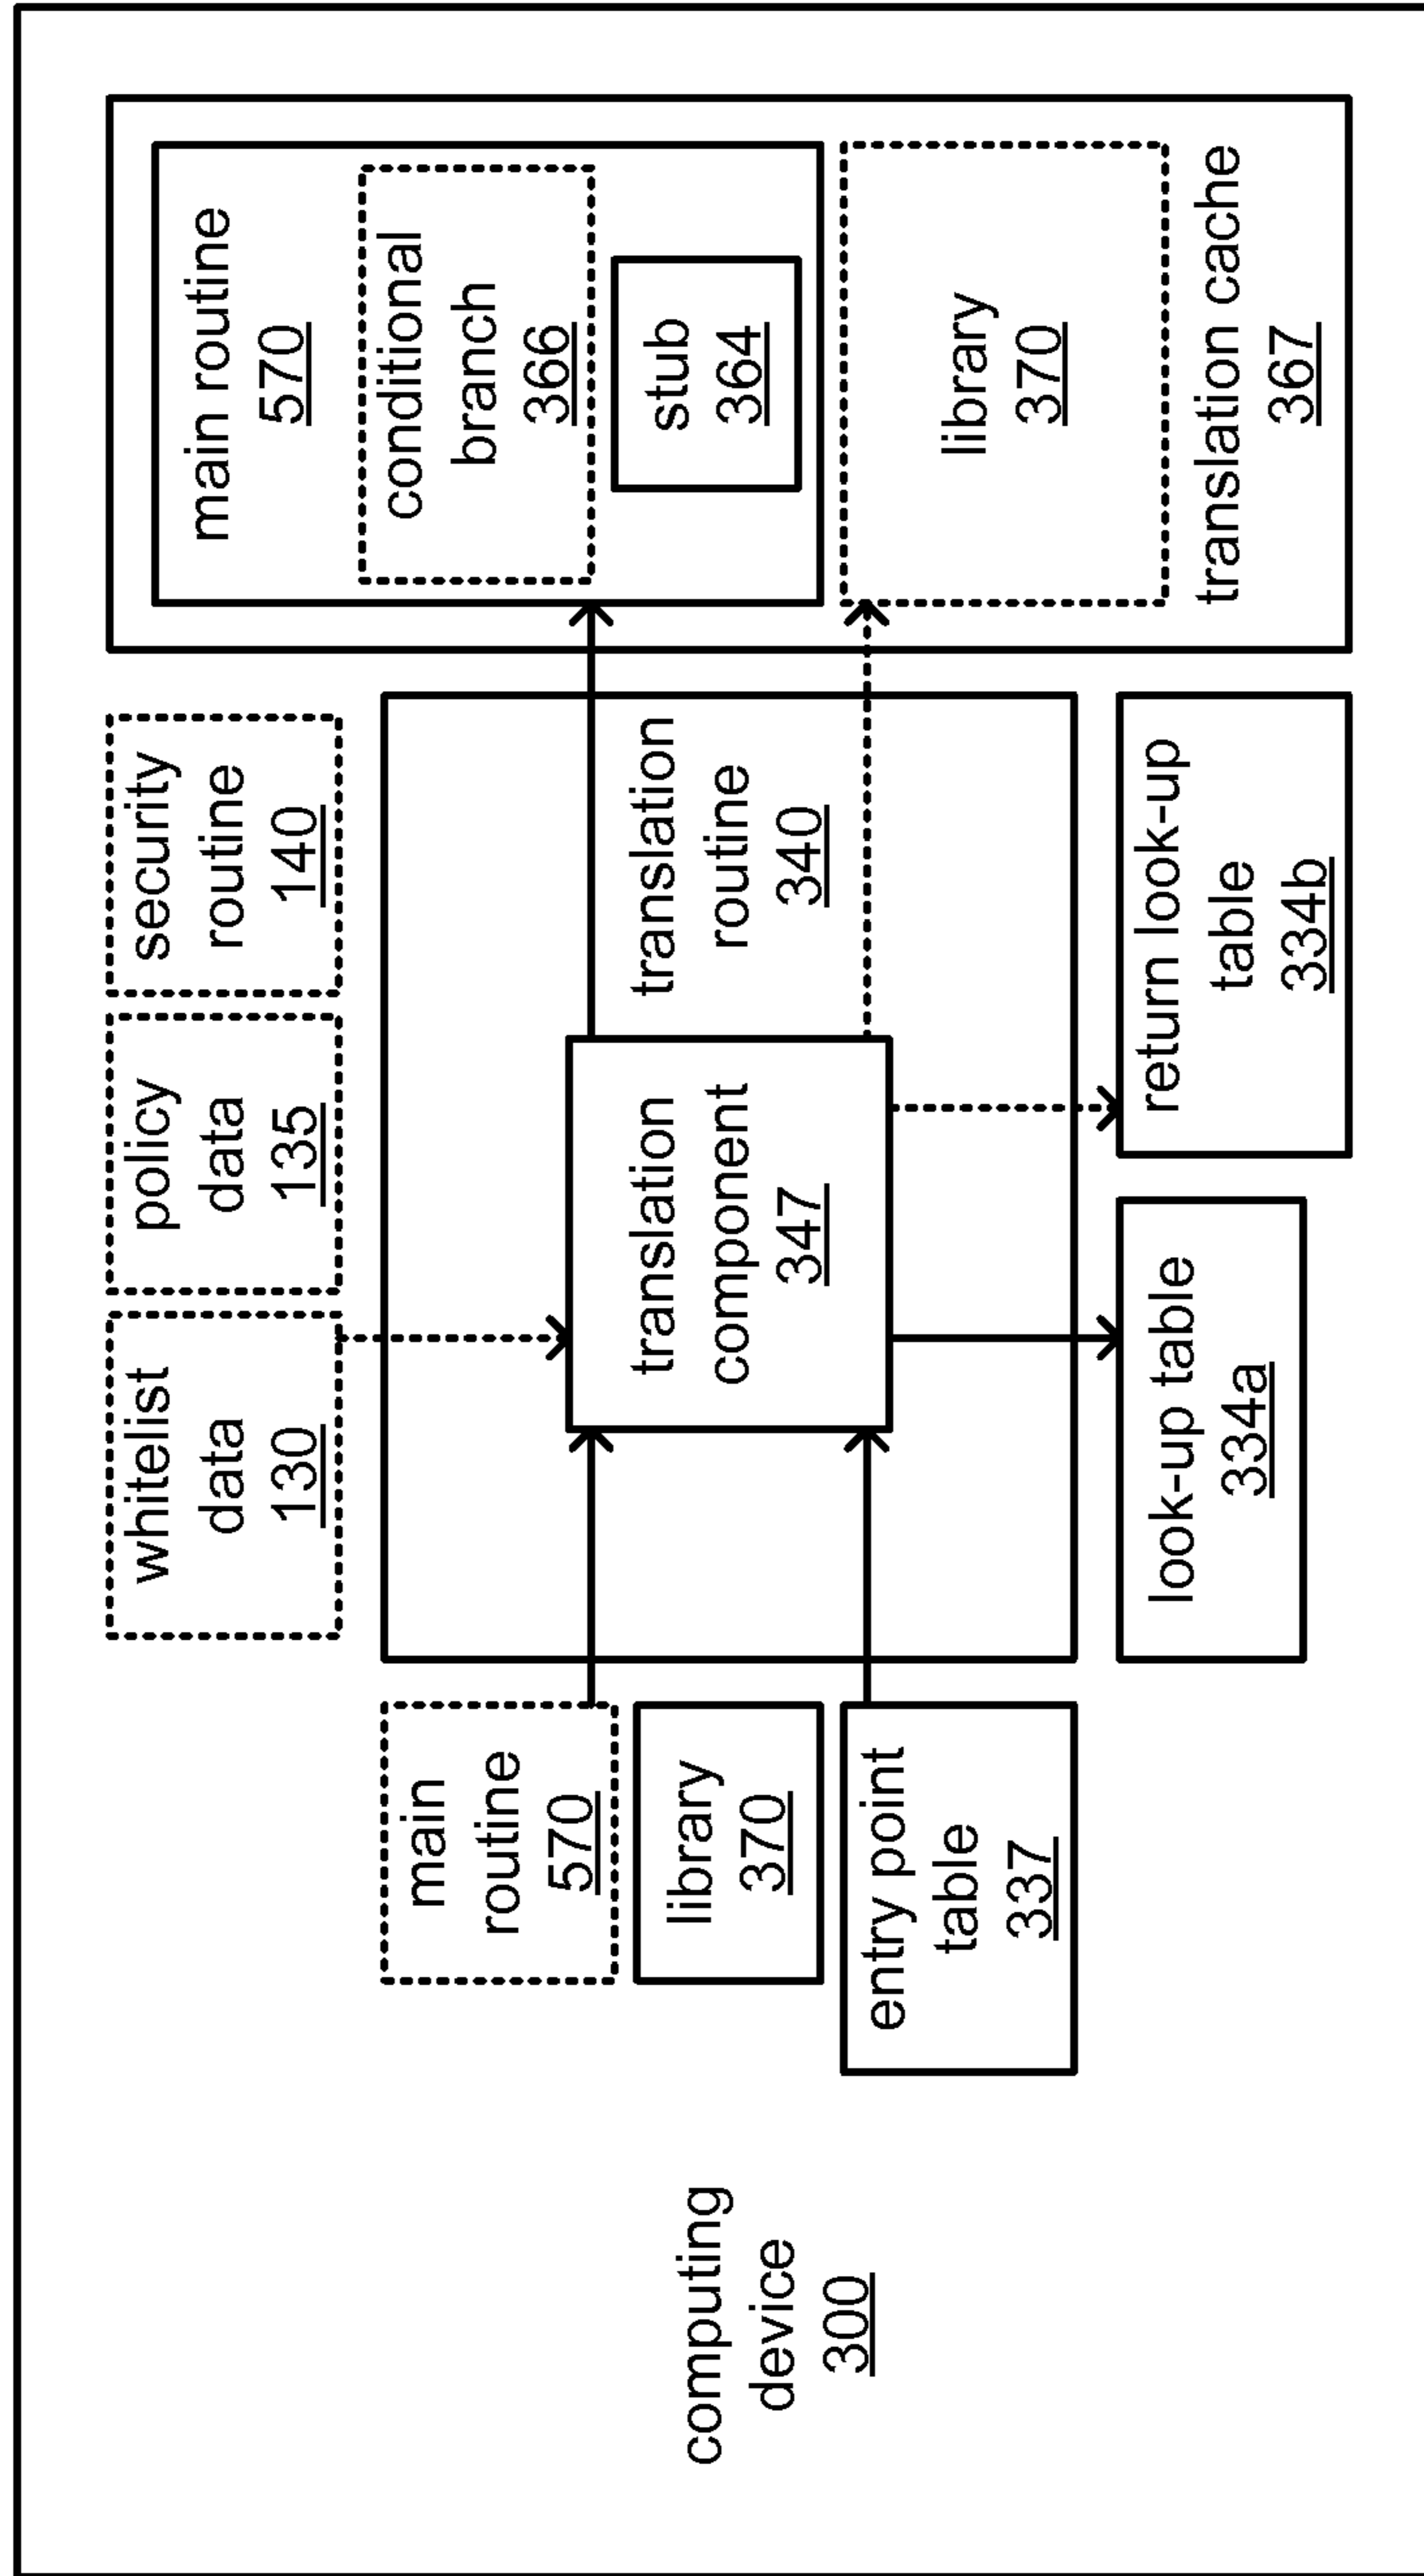 computing
device
300
main
routine
570
library
370
entry point
table
337
whitelist
data
130
policy
data
135
security
routine
140
translation
component
347
translation
routine
340
look-up table
334a
return look-up
table
334b
main routine
570
conditional
branch
366
stub
364
library
370
translation cache
367